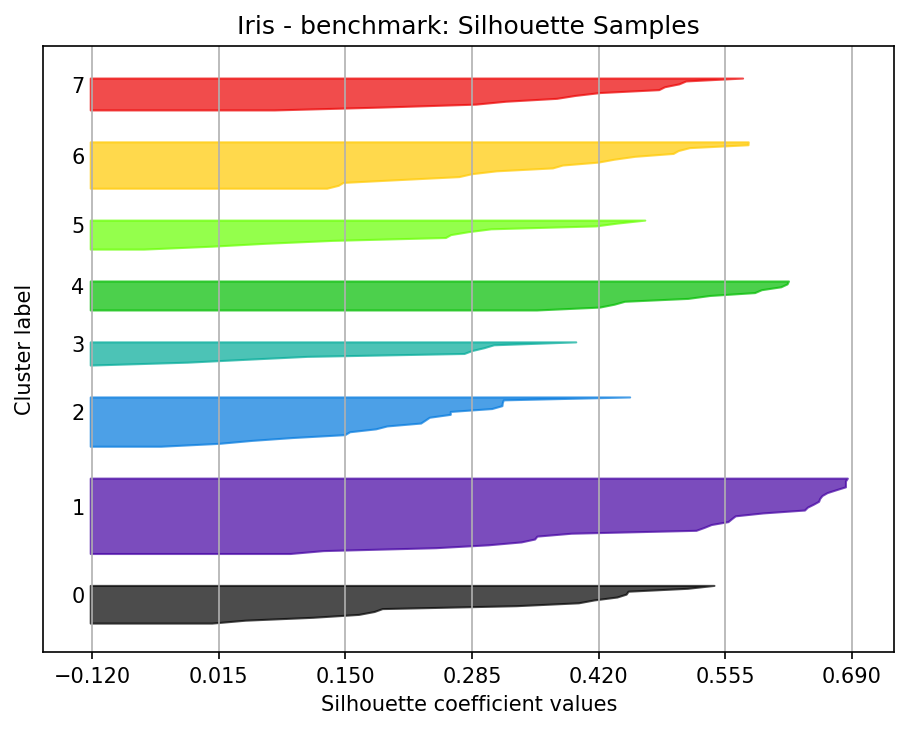 Iris - benchmark: Silhouette Samples
7
6
5
4
3
2
1
0
Cluster label
−0.120 0.015 0.150 0.285 0.420 0.555 0.690
Silhouette coefficient values